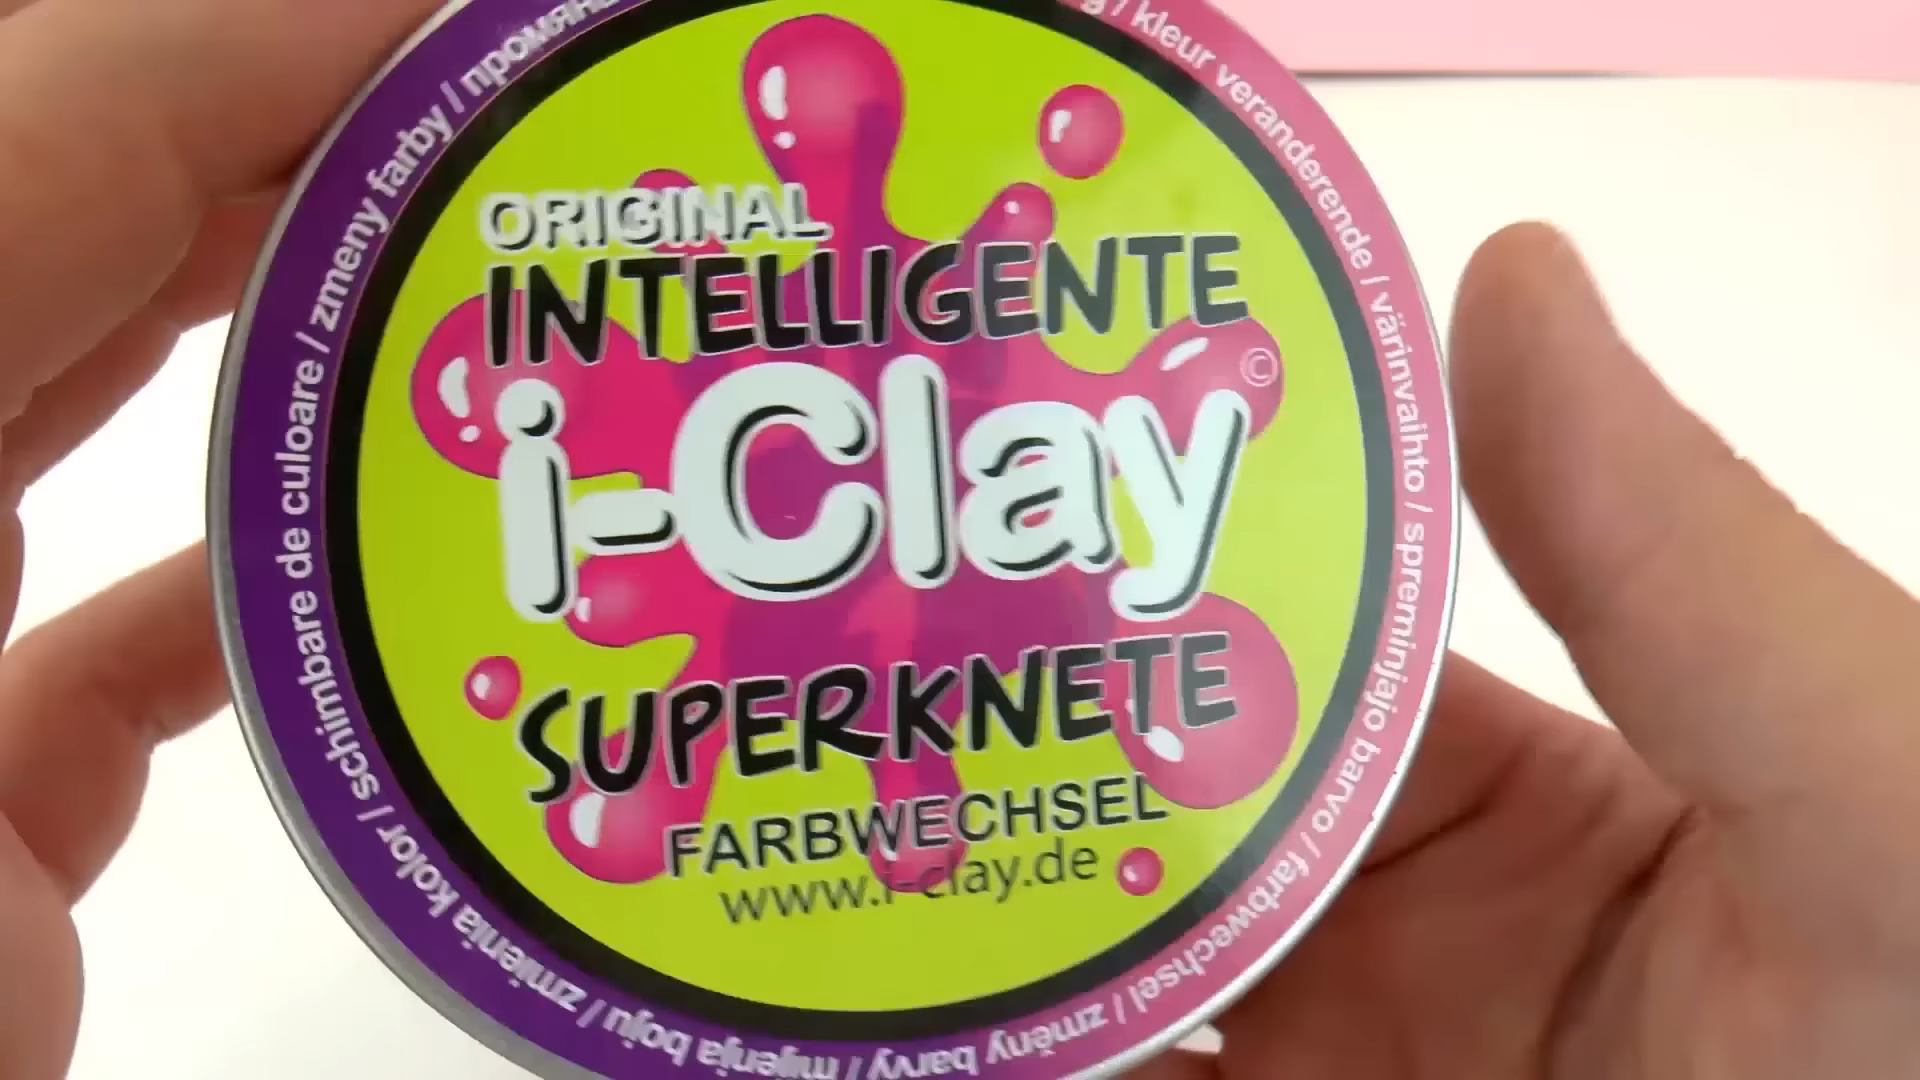 ORIGINAL
INTELLIGENTE
i-Clay ©
SUPERKNETE
FARBWECHSEL
www.i-clay.de
/ kleur veranderende / värinvaihto / spreminjajo barvo / farbwechsel / změny barvy / mijenja boju / zmienia kolor / schimbare de culoare / zmeny farby /